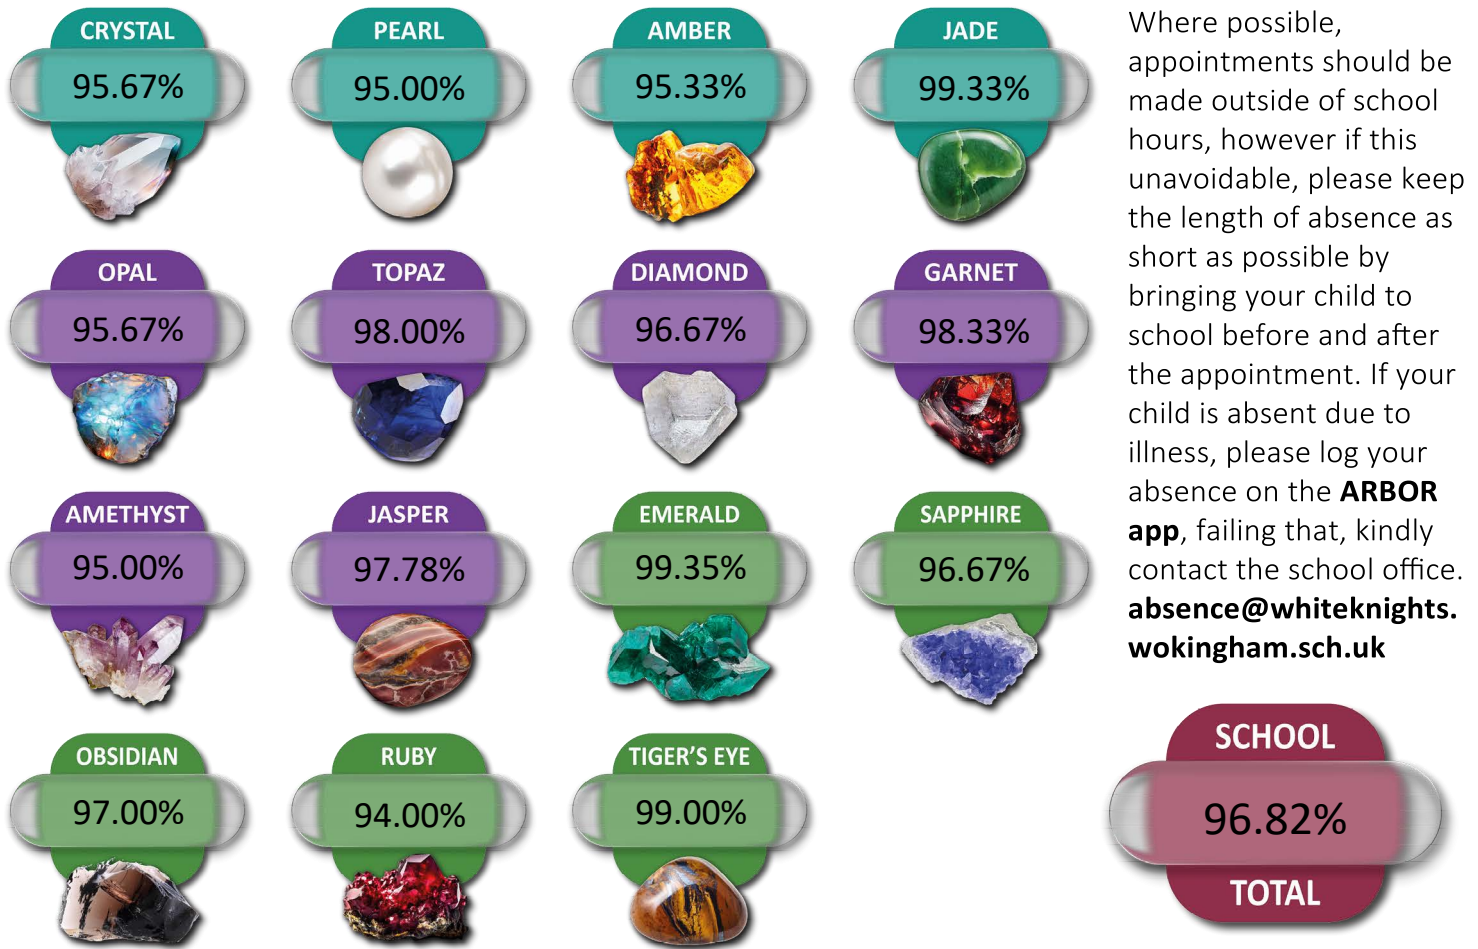 CRYSTAL
95.67%
PEARL
95.00%
AMBER
95.33%
JADE
99.33%
OPAL
95.67%
TOPAZ
98.00%
DIAMOND
96.67%
GARNET
98.33%
AMETHYST
95.00%
JASPER
97.78%
EMERALD
99.35%
SAPPHIRE
96.67%
OBSIDIAN
97.00%
RUBY
94.00%
TIGER'S EYE
99.00%
Where possible,
appointments should be
made outside of school
hours, however if this
unavoidable, please keep
the length of absence as
short as possible by
bringing your child to
school before and after
the appointment. If your
child is absent due to
illness, please log your
absence on the ARBOR
app, failing that, kindly
contact the school office.
absence@whiteknights.
wokingham.sch.uk
SCHOOL
96.82%
TOTAL